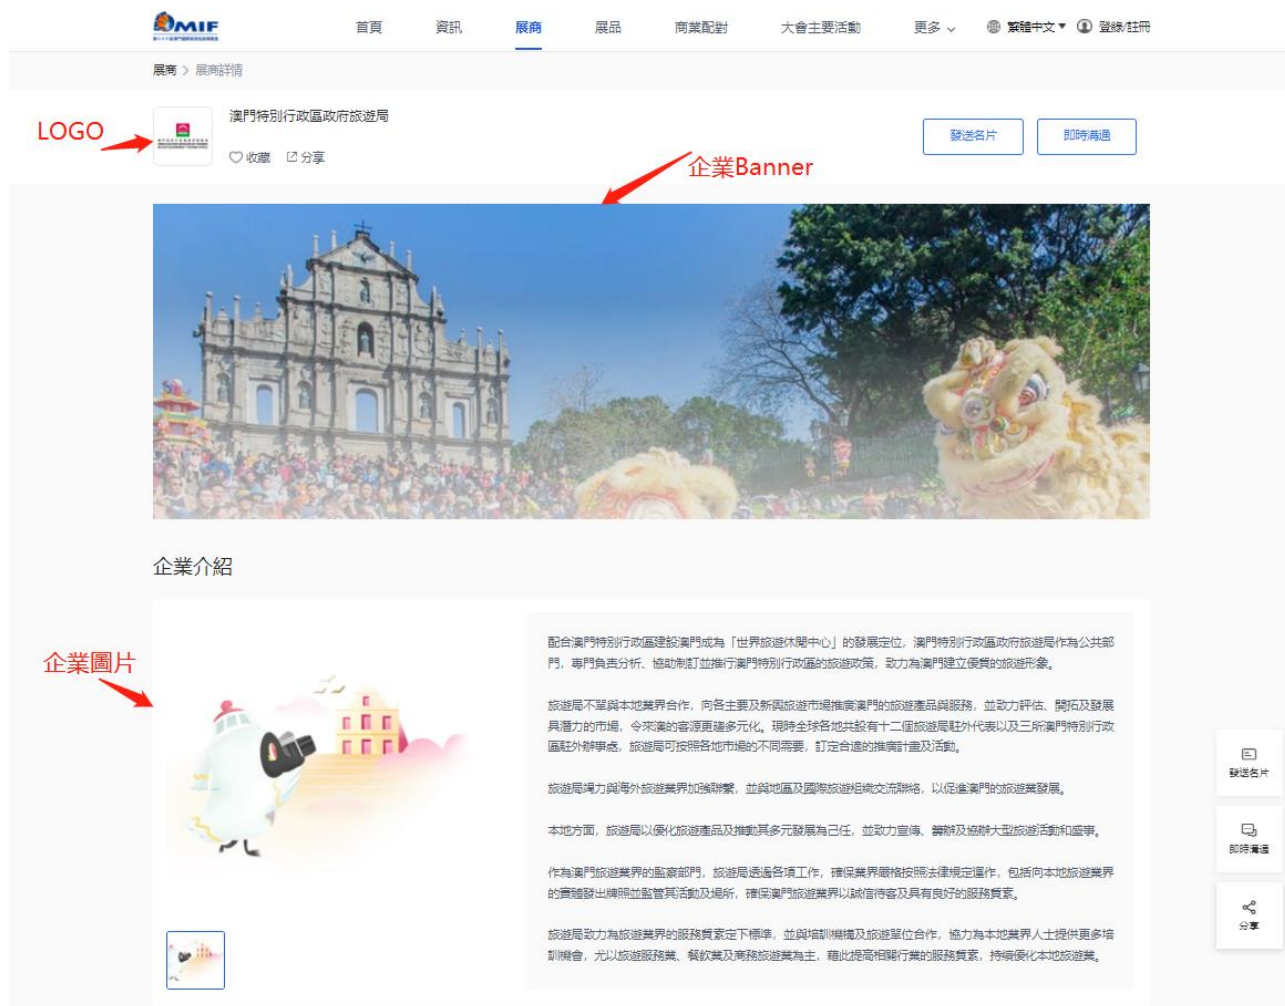 MIF
首頁 資訊 展商 展品 商業配對 大會主要活動 更多 繁體中文 登錄/註冊
展商 > 展商詳情
LOGO
澳門特別行政區政府旅遊局
收藏 分享
發送名片 即時溝通
企業Banner
企業介紹
企業圖片
配合澳門特別行政區建設澳門成為「世界旅遊休閒中心」的發展定位，澳門特別行政區政府旅遊局作為公共部
門，專門負責分析、協助制訂並推行澳門特別行政區的旅遊政策，致力為澳門建立優質的旅遊形象。
旅遊局不單與本地業界合作，向各主要及新興旅遊市場推廣澳門的旅遊產品與服務，並致力評估、開拓及發展
具潛力的市場，令來澳的客源更趨多元化。現時全球各地共設有十二個旅遊局駐外代表以及三所澳門特別行政
區駐外辦事處，旅遊局可按照各地市場的不同需要，訂定合適的推廣計畫及活動。
旅遊局竭力與海外旅遊業界加強聯繫，並與地區及國際旅遊組織交流聯絡，以促進澳門的旅遊業發展。
本地方面，旅遊局以優化旅遊產品及推動其多元發展為己任，並致力宣傳、籌辦及協辦大型旅遊活動和盛事。
作為澳門旅遊業界的監察部門，旅遊局透過各項工作，確保業界嚴格按照法律規定運作，包括向本地旅遊業界
的實體發出牌照並監管其活動及場所，確保澳門旅遊業界以誠信待客及具有良好的服務質素。
旅遊局致力為旅遊業界的服務質素定下標準，並與培訓機構及旅遊單位合作，協力為本地業界人士提供更多培
訓機會，尤以旅遊服務業、餐飲業及商務旅遊業為主，藉此提高相關行業的服務質素，持續優化本地旅遊業。
發送名片
即時溝通
分享